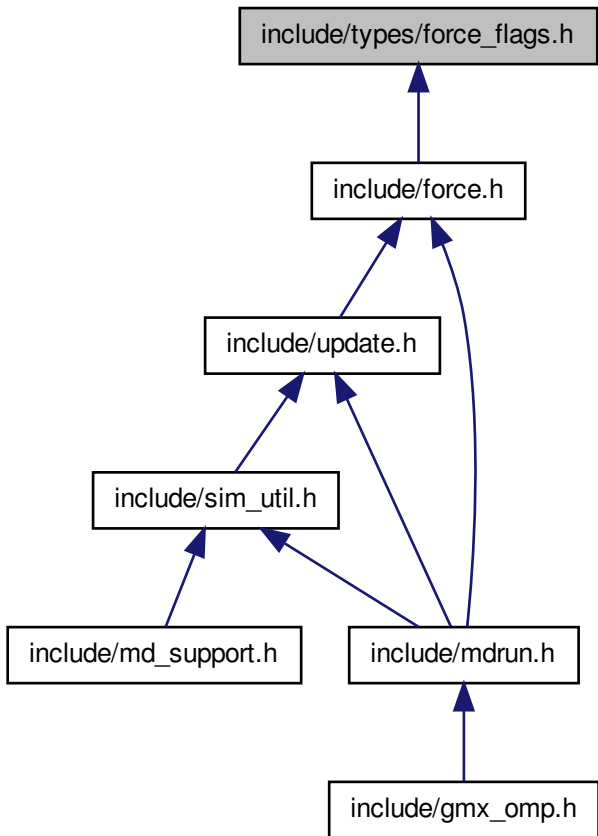 include/types/force_flags.h
include/force.h
include/update.h
include/sim_util.h
include/md_support.h
include/mdrun.h
include/gmx_omp.h